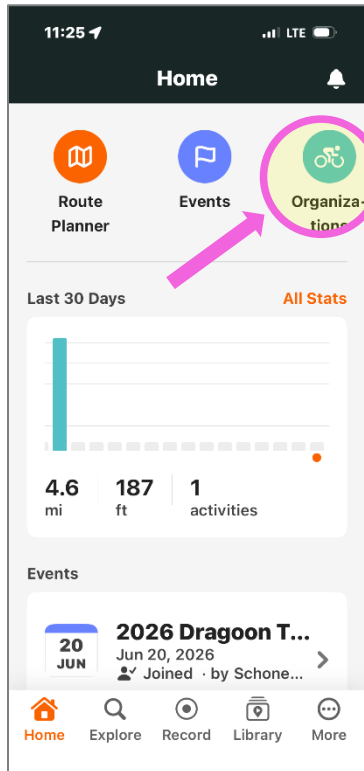 11:25
LTE
Home
Route
Planner
Events
Organiza-
tions
Last 30 Days
All Stats
4.6
mi
187
ft
1
activities
Events
20
JUN
2026 Dragoon T...
Jun 20, 2026
Joined · by Schone...
Home
Explore
Record
Library
More